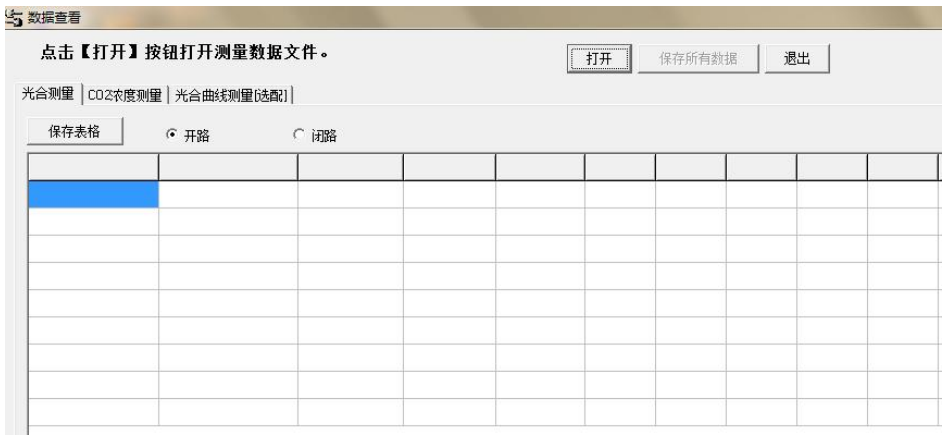 数据查看
点击【打开】按钮打开测量数据文件。 打开 保存所有数据 退出
光合测量 CO2浓度测量 光合曲线测量[选配]
保存表格 开路 闭路